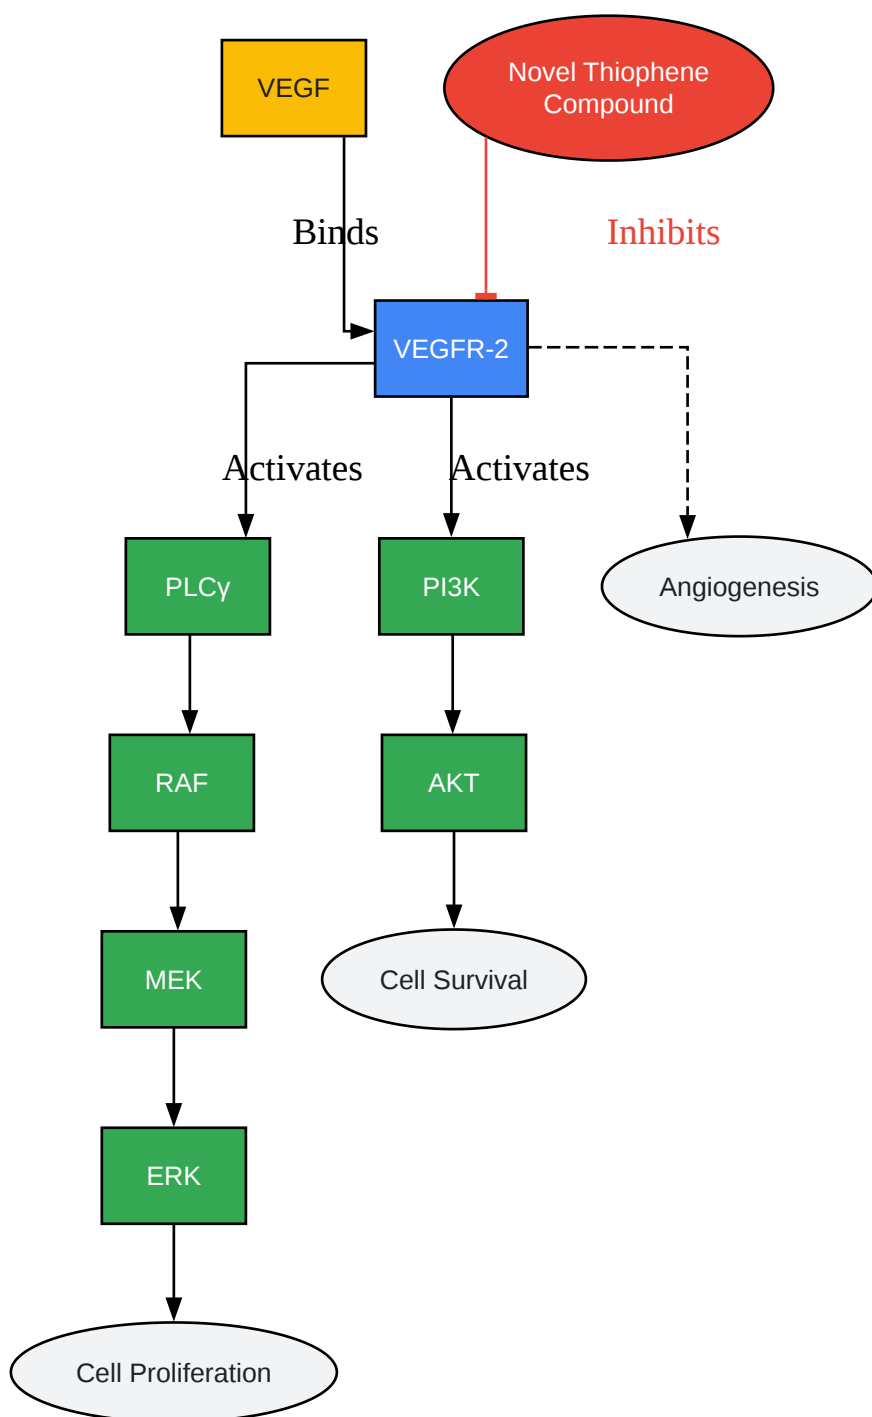 VEGF
Novel Thiophene
Compound
Binds
Inhibits
VEGFR-2
Activates
Activates
PLCγ
PI3K
Angiogenesis
RAF
AKT
MEK
Cell Survival
ERK
Cell Proliferation